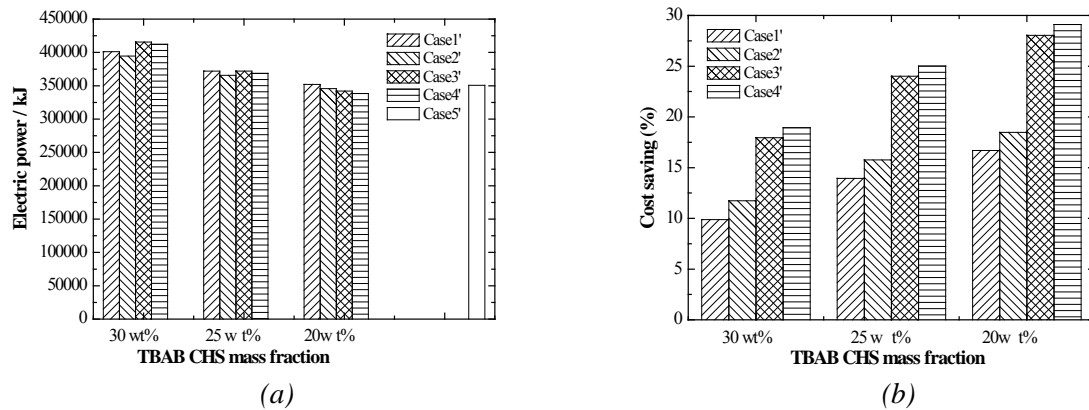 450000
400000
350000
300000
250000
200000
150000
100000
50000
0
Electric power / kJ
Case1'
Case2'
Case3'
Case4'
Case5'
30 wt% 25 w t% 20w t%
TBAB CHS mass fraction
(a)
30
25
20
15
10
5
0
Cost saving (%)
Case1'
Case2'
Case3'
Case4'
30 wt% 25 w t% 20w t%
TBAB CHS mass fraction
(b)